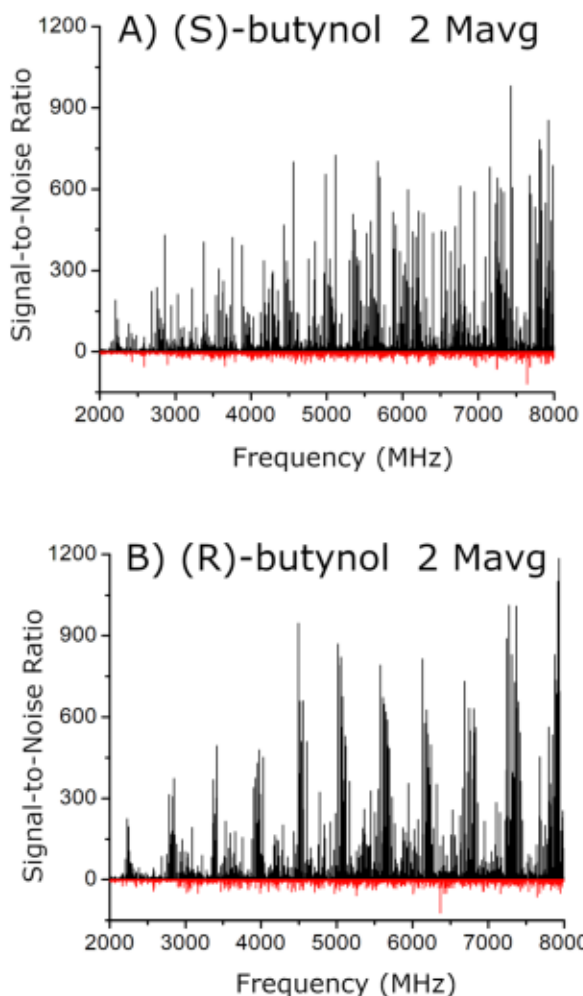 A) (S)-butynol 2 Mavg
1200
900
600
300
0
Signal-to-Noise Ratio
2000 3000 4000 5000 6000 7000 8000
Frequency (MHz)
B) (R)-butynol 2 Mavg
1200
900
600
300
0
Signal-to-Noise Ratio
2000 3000 4000 5000 6000 7000 8000
Frequency (MHz)